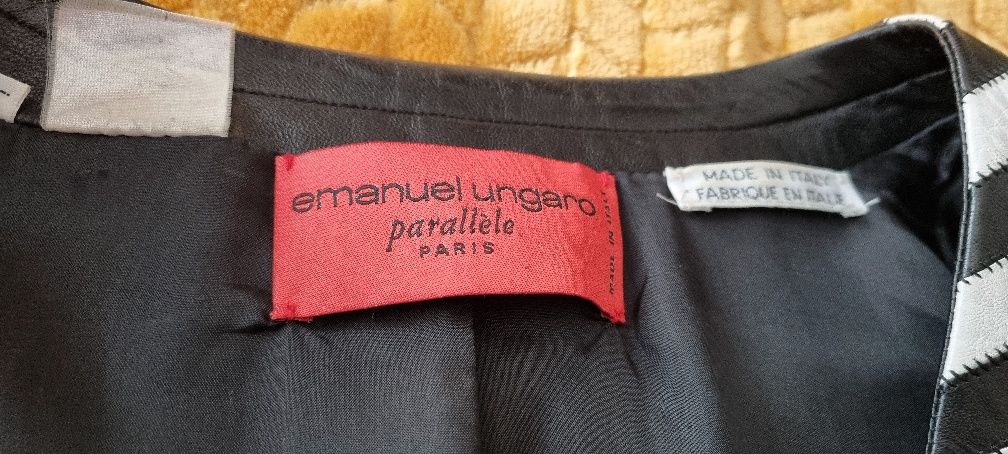 emanuel ungaro
parallèle
PARIS
MADE IN ITALY
MADE IN ITALY
FABRIQUE EN ITALIE